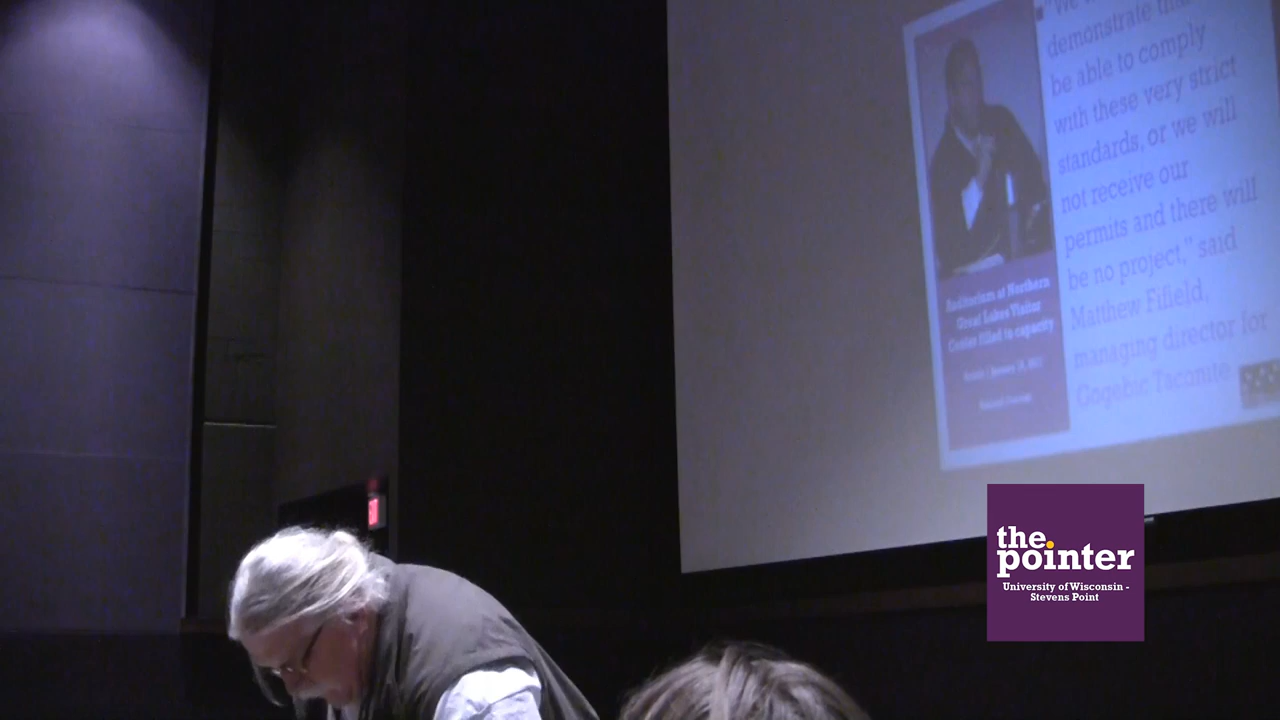 "We
demonstrate
be able to comply
with these very strict
standards, or we will
not receive our
permits and there will
be no project," said
Matthew Fifield,
managing director for
Gogebic Taconite
Auditorium at Northern
Great Lakes Visitor
Center filled to capacity
the
pointer
University of Wisconsin -
Stevens Point